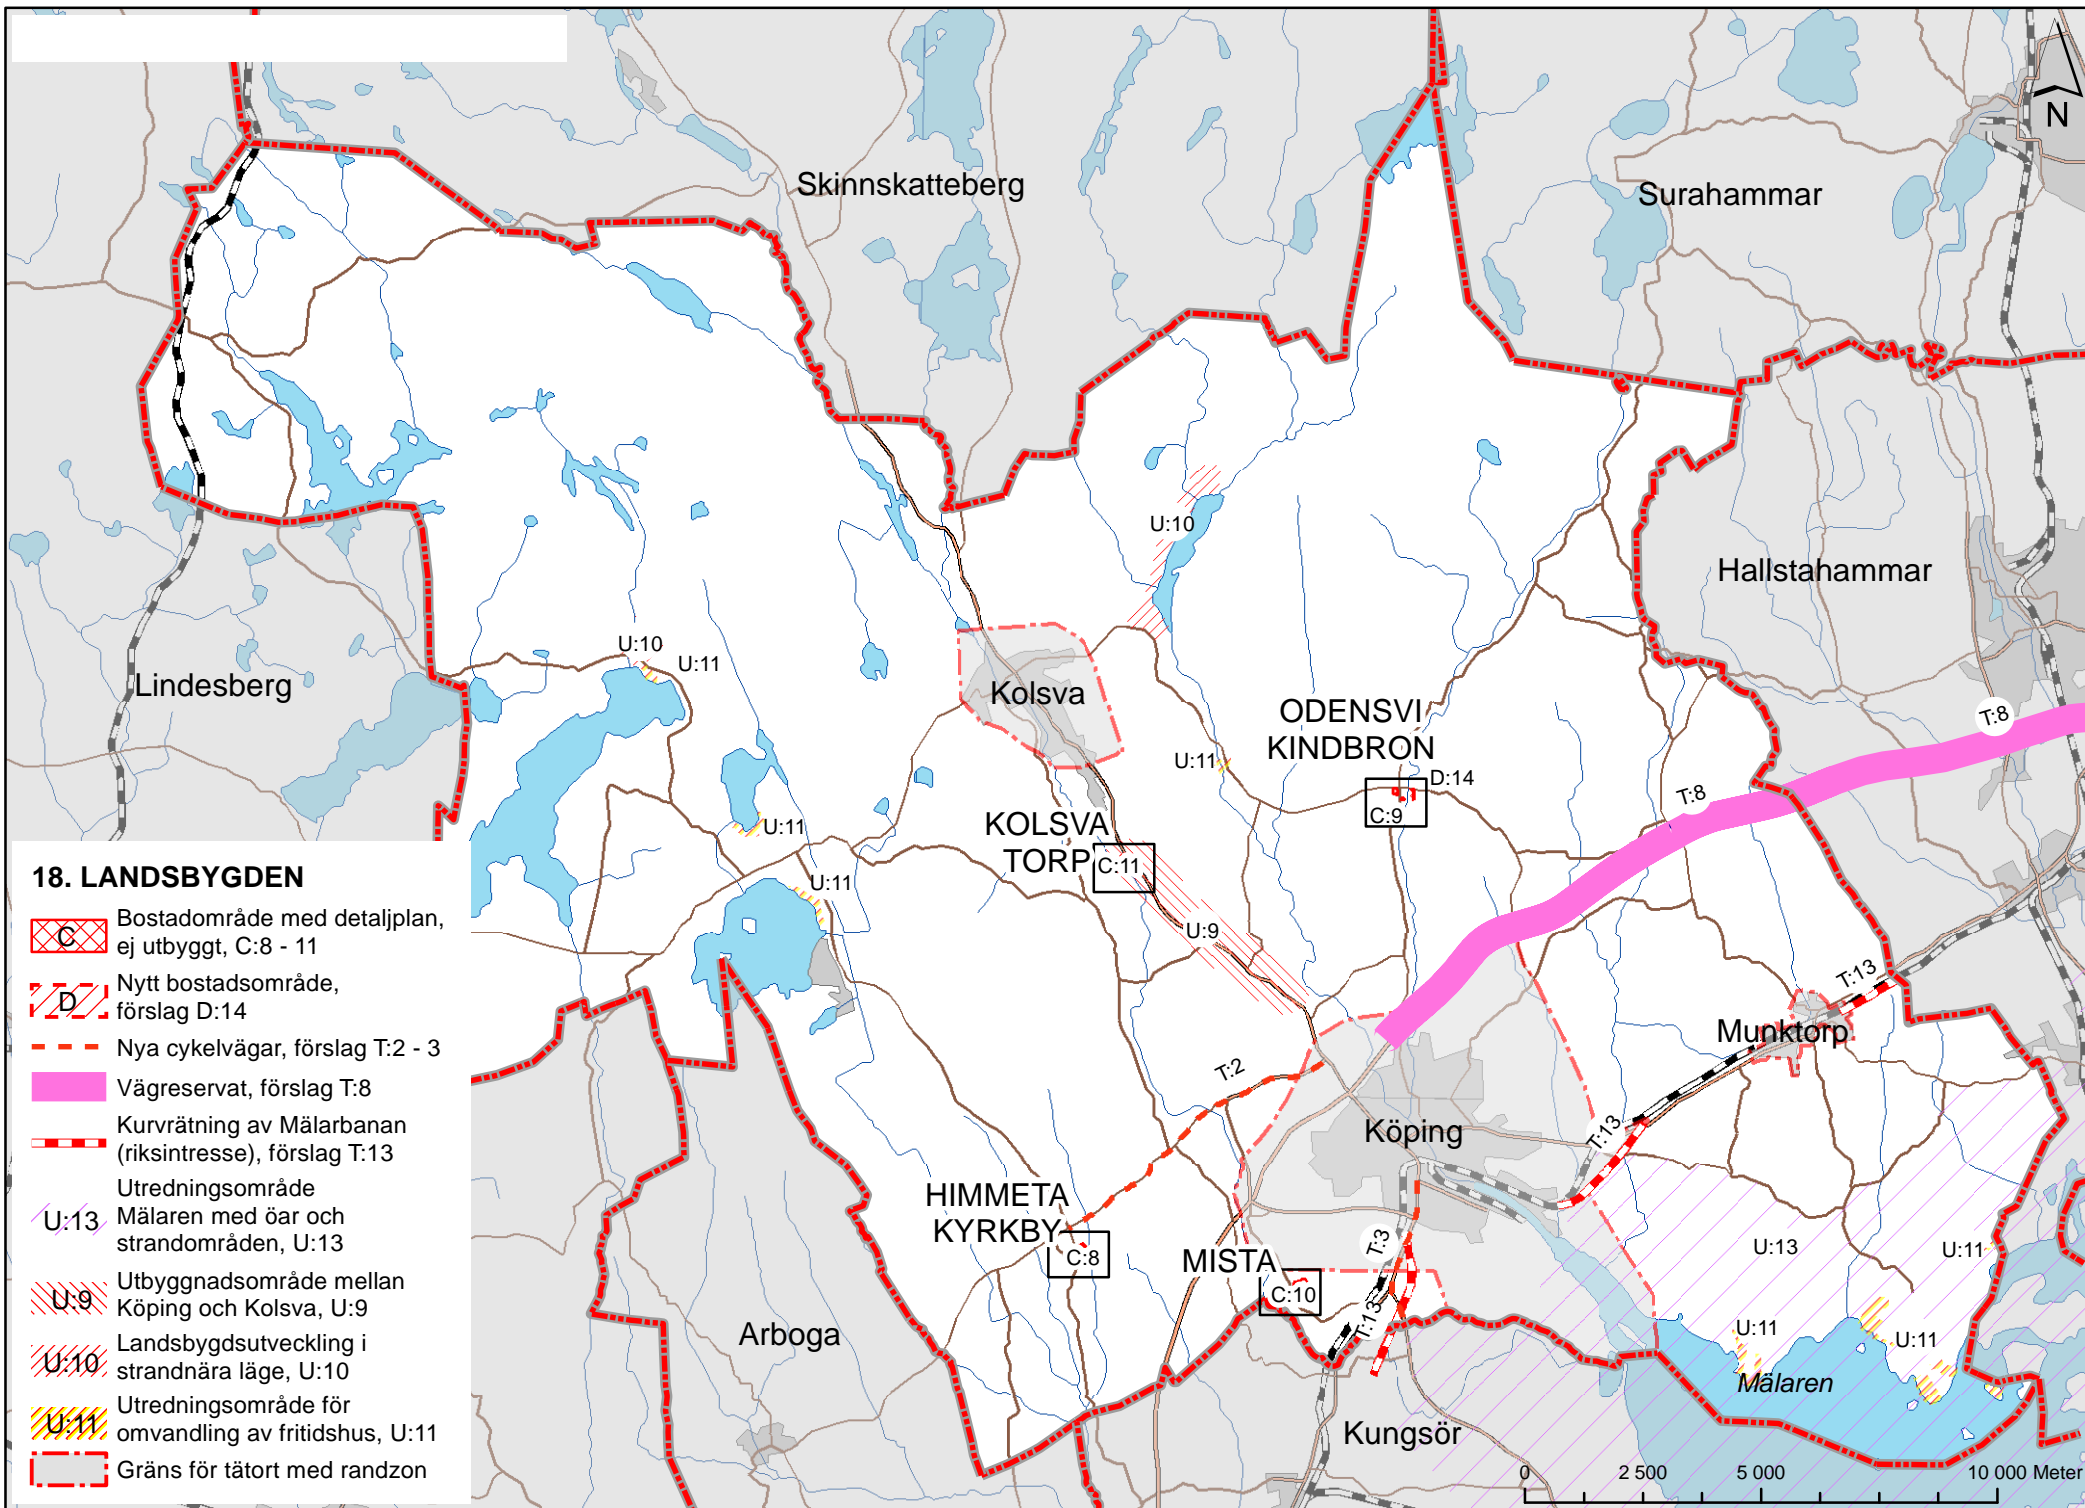 N
Skinnskatteberg
Surahammar
U:10
Hallstahammar
U:10
U:11
Lindesberg
Kolsva
ODENSVI
KINDBRON
T:8
U:11
D:14
T:8
C:9
KOLSVA
TORP
U:11
C:11
U:11
U:9
T:13
Munktorp
T:2
Köping
T:13
HIMMETA
KYRKBY
C:8
MISTA
T:3
U:13
U:11
C:10
T:13
Arboga
U:11
U:11
Mälaren
Kungsör
0
2 500
5 000
10 000 Meter
18. LANDSBYGDEN
C
Bostadområde med detaljplan,
ej utbyggt, C:8 - 11
D
Nytt bostadsområde,
förslag D:14
Nya cykelvägar, förslag T:2 - 3
Vägreservat, förslag T:8
Kurvrätning av Mälarbanan
(riksintresse), förslag T:13
U:13
Utredningsområde
Mälaren med öar och
strandområden, U:13
U:9
Utbyggnadsområde mellan
Köping och Kolsva, U:9
U:10
Landsbygdsutveckling i
strandnära läge, U:10
U:11
Utredningsområde för
omvandling av fritidshus, U:11
Gräns för tätort med randzon